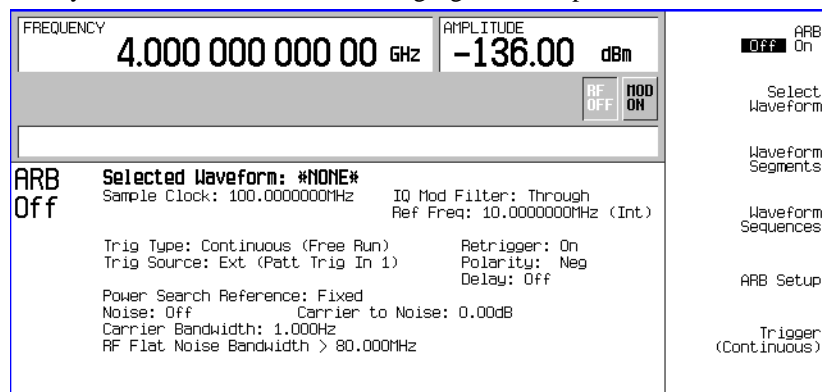 FREQUENCY
4.000 000 000 00 GHz
AMPLITUDE
-136.00 dBm
RF OFF
MOD ON
ARB
Off On
Select Waveform
Waveform Segments
Waveform Sequences
ARB Setup
Trigger (Continuous)
ARB Off
Selected Waveform: *NONE*
Sample Clock: 100.0000000MHz IQ Mod Filter: Through
Ref Freq: 10.0000000MHz (Int)
Trig Type: Continuous (Free Run) Retrigger: On
Trig Source: Ext (Patt Trig In 1) Polarity: Neg
Delay: Off
Power Search Reference: Fixed
Noise: Off Carrier to Noise: 0.00dB
Carrier Bandwidth: 1.000Hz
RF Flat Noise Bandwidth > 80.000MHz